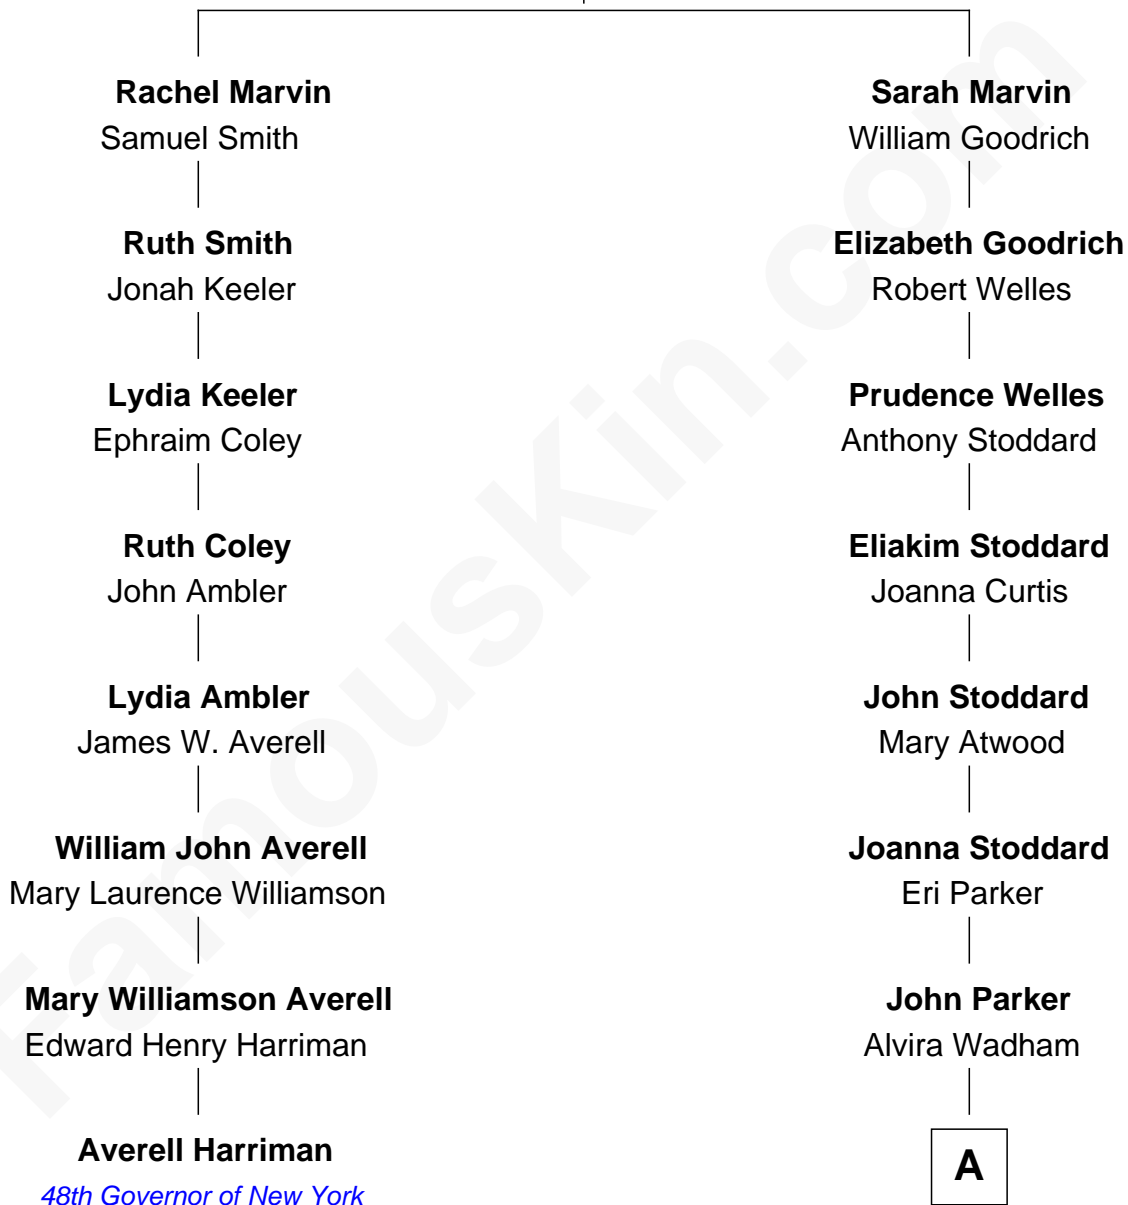 Rachel Marvin
Samuel Smith
Ruth Smith
Jonah Keeler
Lydia Keeler
Ephraim Coley
Ruth Coley
John Ambler
Lydia Ambler
James W. Averell
William John Averell
Mary Laurence Williamson
Mary Williamson Averell
Edward Henry Harriman
Averell Harriman
48th Governor of New York
Sarah Marvin
William Goodrich
Elizabeth Goodrich
Robert Welles
Prudence Welles
Anthony Stoddard
Eliakim Stoddard
Joanna Curtis
John Stoddard
Mary Atwood
Joanna Stoddard
Eri Parker
John Parker
Alvira Wadham
A
FamousKin.com